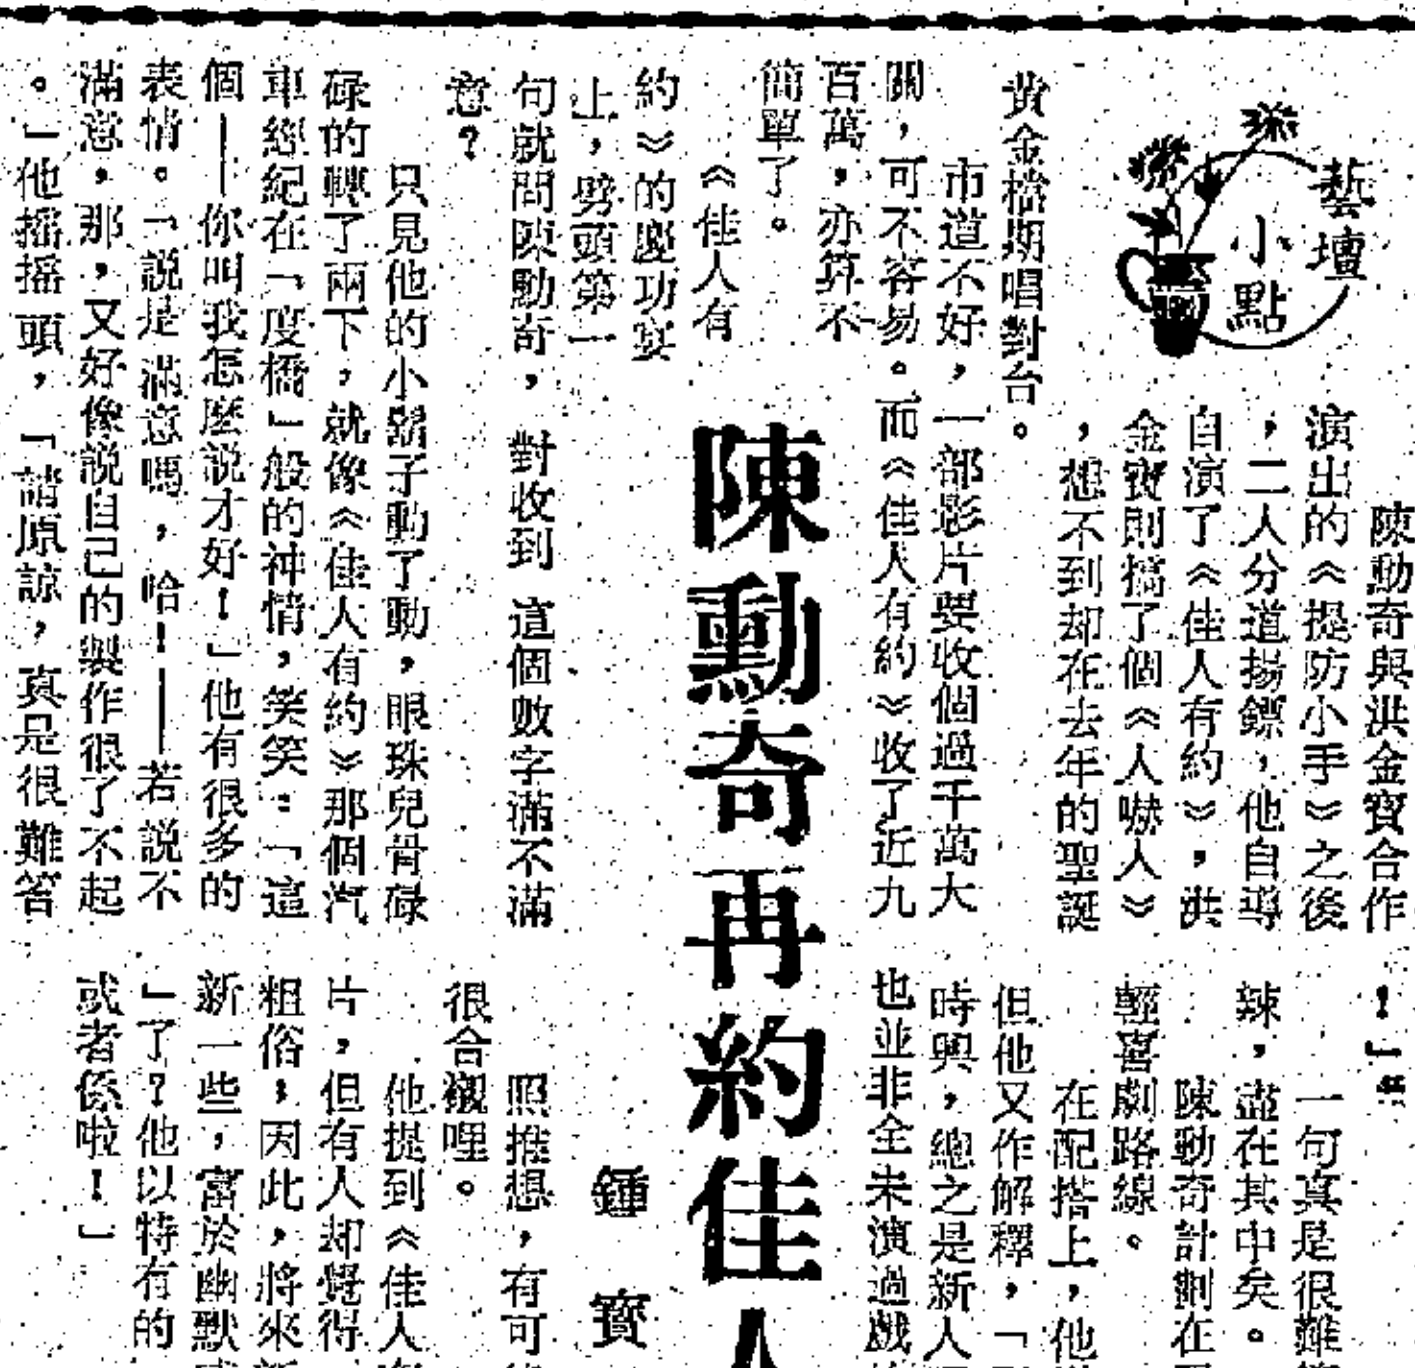 藝壇
小點
陳勳奇再約佳人
鍾寶
陳勳奇與洪金寶合作
演出的《提防小手》之後
，二人分道揚鏢，他自導
自演了《佳人有約》，洪
金寶則搞了個《人嚇人》
，想不到却在去年的聖誕
黃金檔期唱對台。
市道不好，一部影片要收個過千萬大
關，可不容易。而《佳人有約》收了近九
百萬，亦算不
簡單了。
《佳人有
約》的慶功宴
上，劈頭第一
句就問陳勳奇，對收到這個數字滿不滿
意？
只見他的小鬍子動了動，眼珠兒骨碌
碌的轉了兩下，就像《佳人有約》那個汽
車經紀在「度橋」般的神情，笑笑：「這
個——你叫我怎麽說才好！」他有很多的
表情。「說是滿意嗎，哈！——若說不
滿意，那，又好像說自己的製作很了不起
。」他搖搖頭，「請原諒，真是很難答
！」
一句真是很難
辣，盡在其中矣。
陳勳奇計劃在
輕喜劇路線。
在配搭上，他
但他又作解釋，「
時興，總之是新人
也並非全未演過戲
照推想，有可
很合襯哩。
他提到《佳人
片，但有人却覺得
粗俗，因此，將來
新一些，富於幽默
」了？他以特有的
或者係啦！」